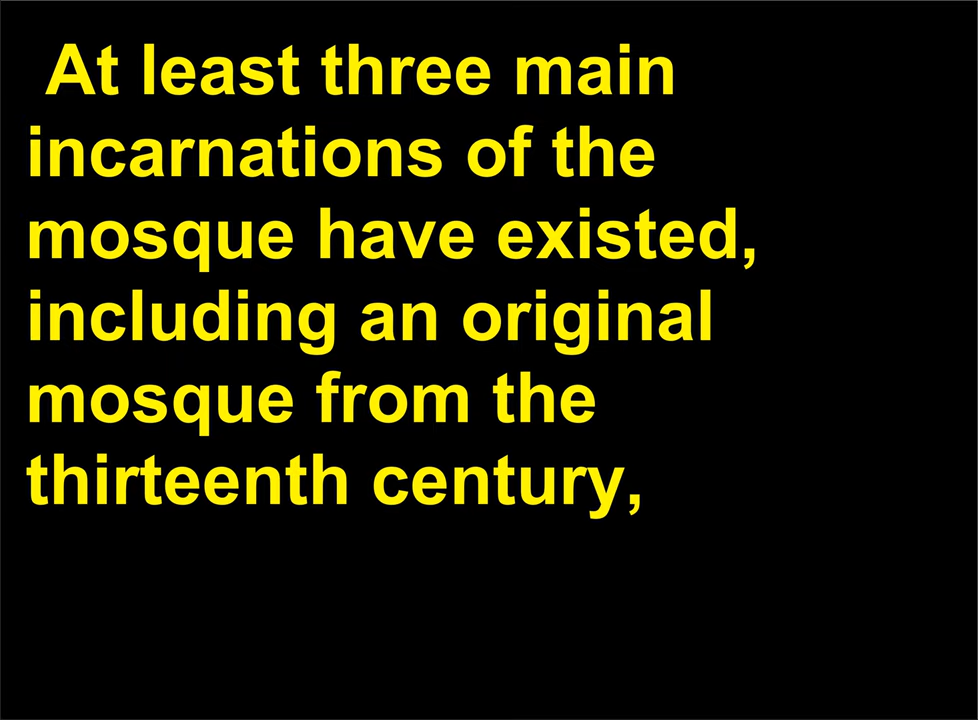 At least three main
incarnations of the
mosque have existed,
including an original
mosque from the
thirteenth century,